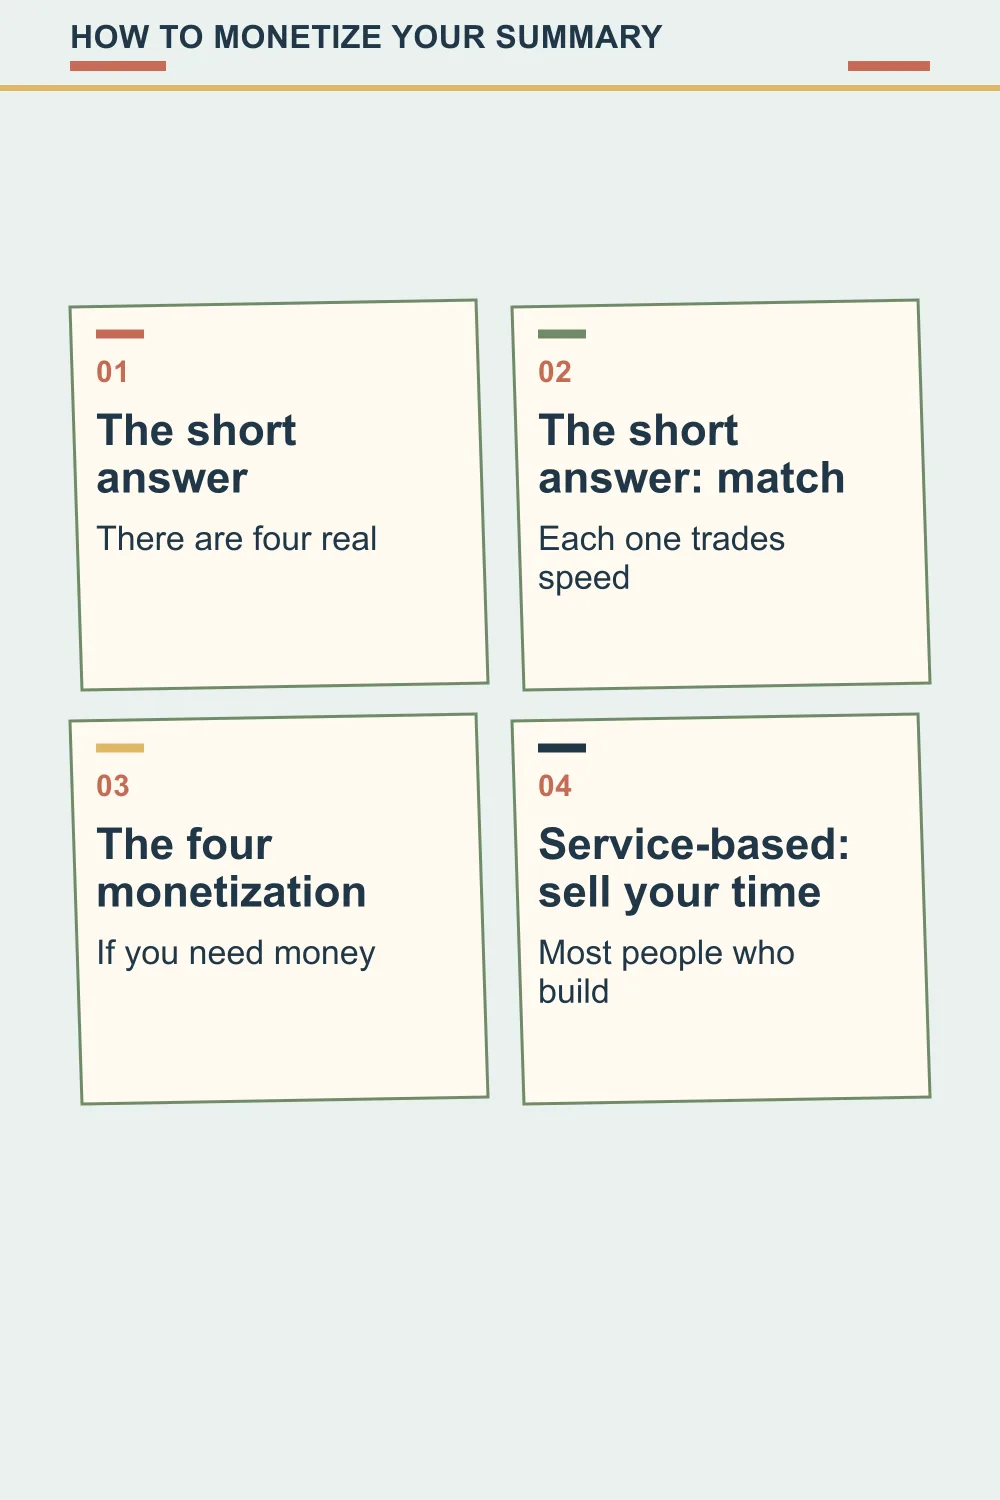 HOW TO MONETIZE YOUR SUMMARY
01
The short
answer
There are four real
02
The short
answer: match
Each one trades
speed
03
The four
monetization
If you need money
04
Service-based:
sell your time
Most people who
build